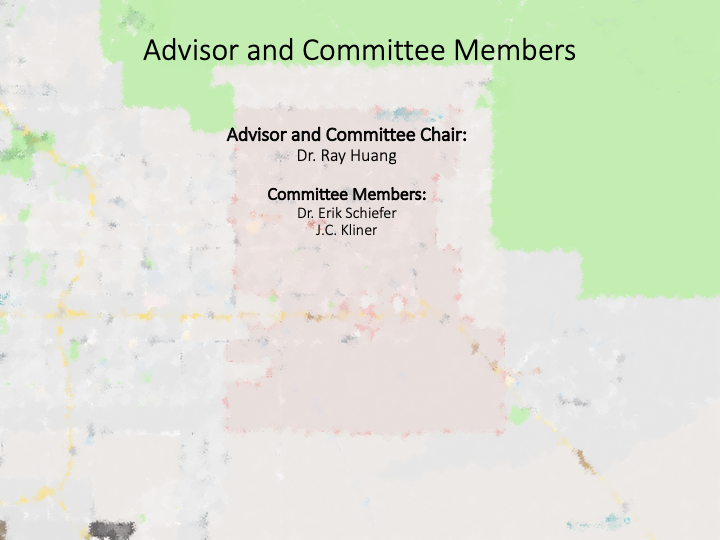 Advisor and Committee Members
Advisor and Committee Chair:
Dr. Ray Huang
Committee Members:
Dr. Erik Schiefer
J.C. Kliner